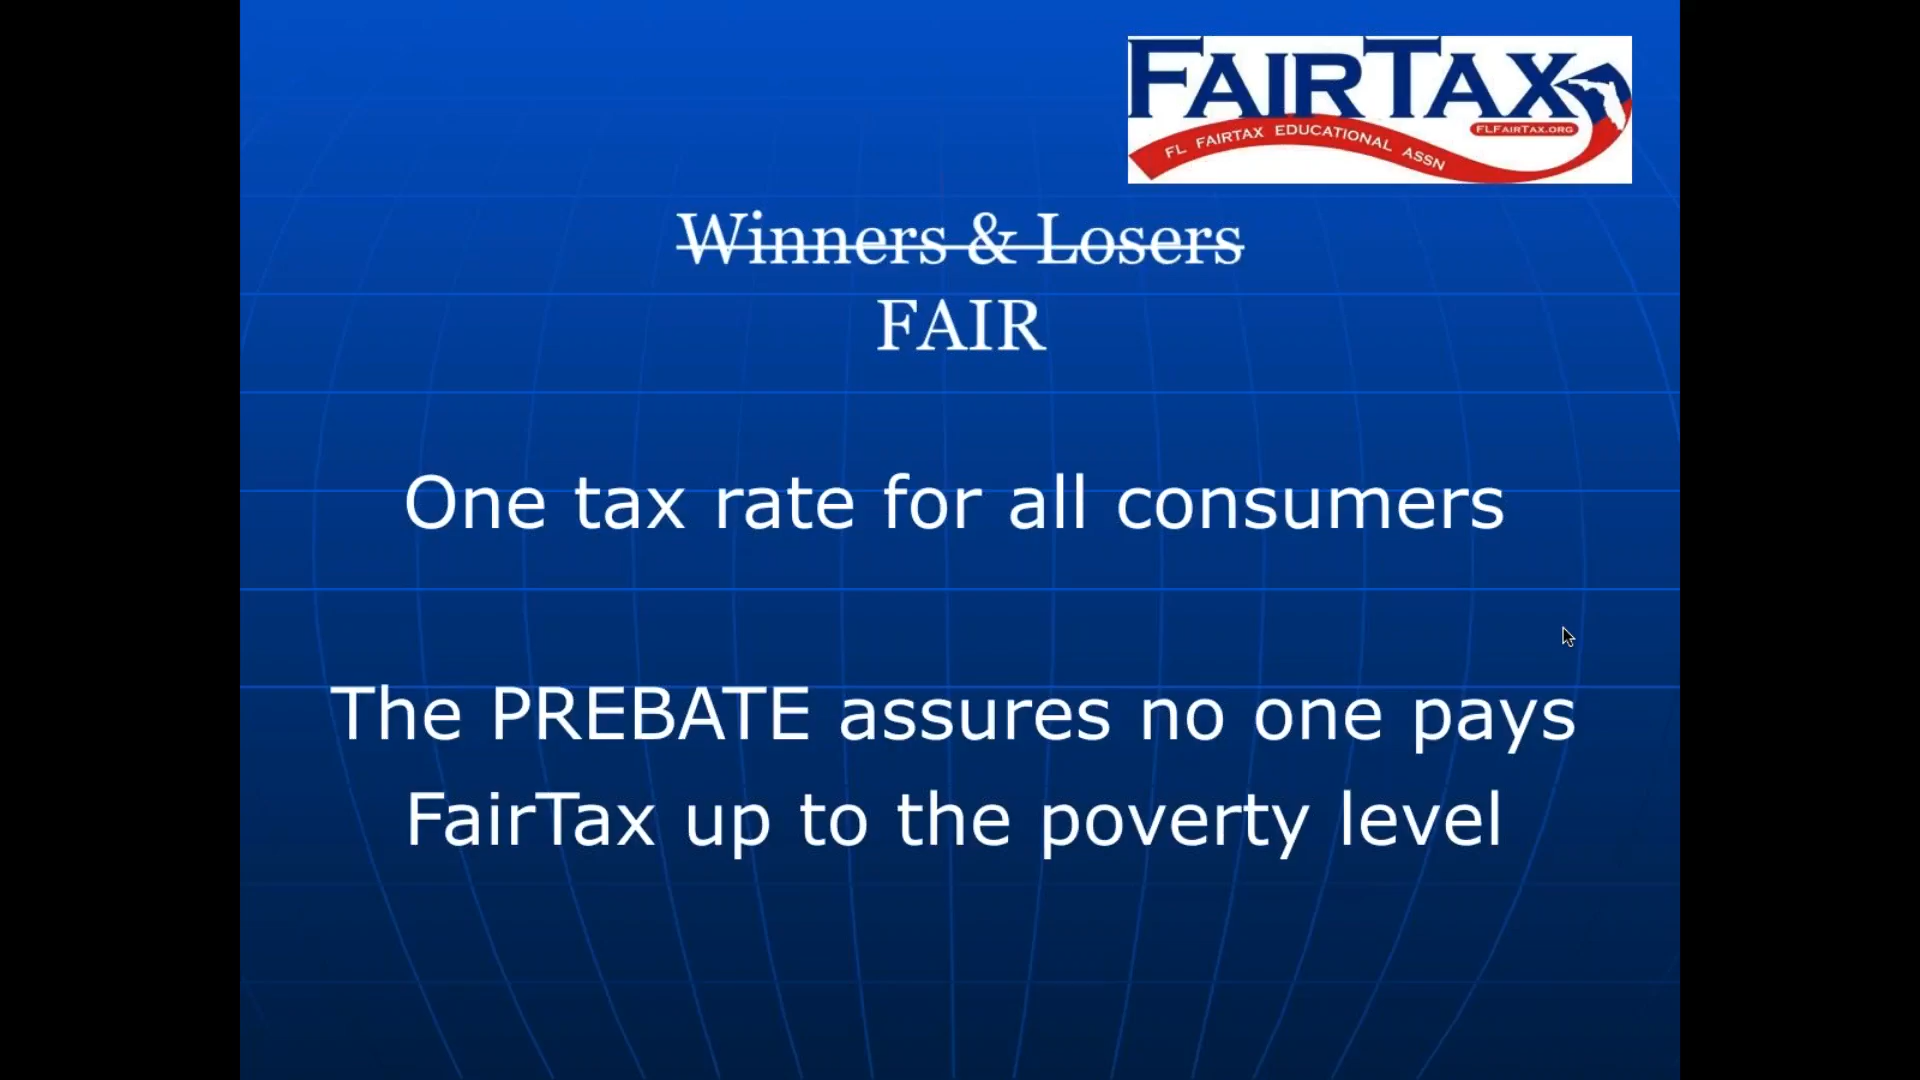 FAIRTAX
FLFAIRTAX.ORG
FL FAIRTAX EDUCATIONAL ASSN
Winners & Losers
FAIR
One tax rate for all consumers
The PREBATE assures no one pays
FairTax up to the poverty level